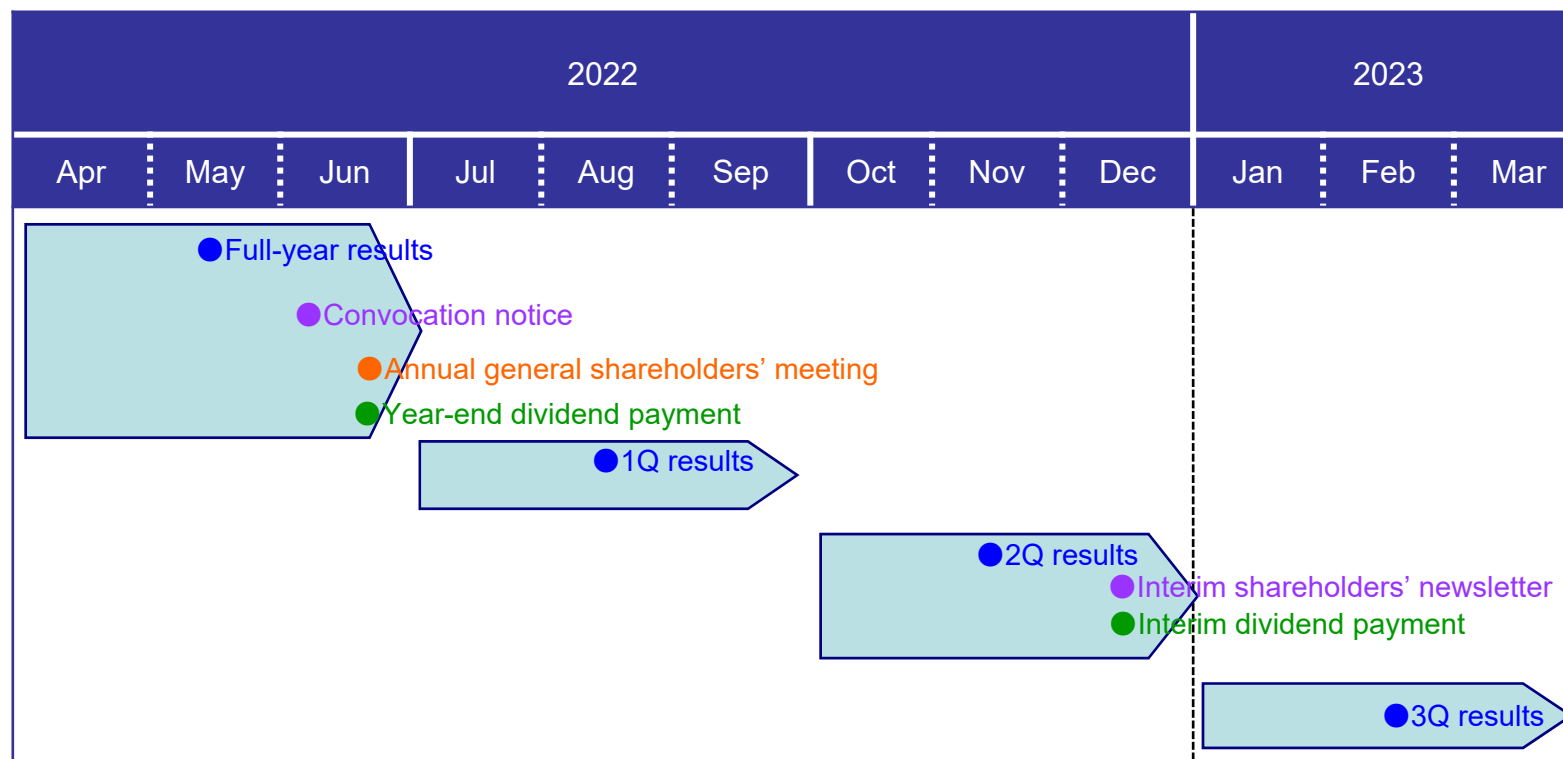 2022 2023
Apr May Jun Jul Aug Sep Oct Nov Dec Jan Feb Mar
Full-year results
Convocation notice
Annual general shareholders’ meeting
Year-end dividend payment
1Q results
2Q results
Interim shareholders’ newsletter
Interim dividend payment
3Q results